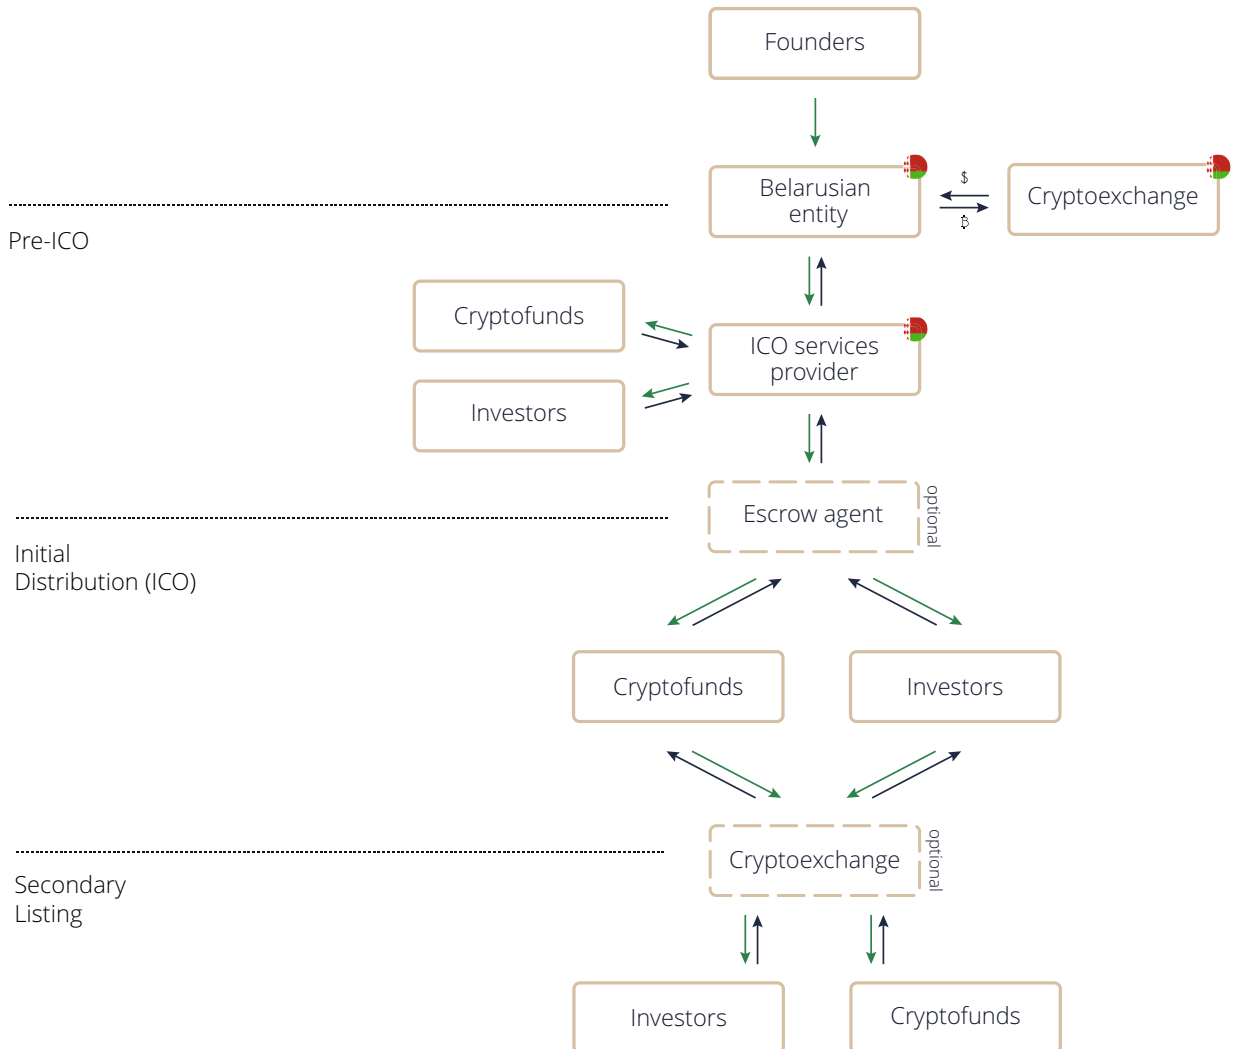 Founders
Belarusian
entity
$
₿
Cryptoexchange
Pre-ICO
Cryptofunds
ICO services
provider
Investors
Escrow agent
optional
Initial
Distribution (ICO)
Cryptofunds
Investors
Cryptoexchange
optional
Secondary
Listing
Investors
Cryptofunds